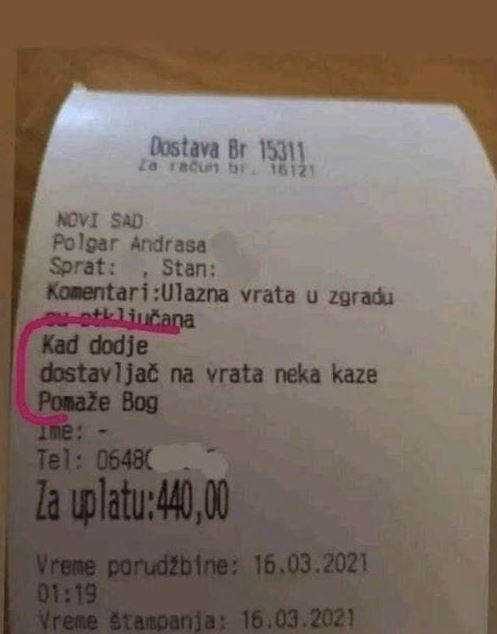 Dostava Br 15311
Za račun br. 16121
NOVI SAD
Polgar Andrasa
Sprat: , Stan:
Komentari:Ulazna vrata u zgradu
su otključana
Kad dodje
dostavljač na vrata neka kaze
Pomaže Bog
Ime: -
Tel: 0648
Za uplatu:440,00
Vreme porudžbine: 16.03.2021
01:19
Vreme štampanja: 16.03.2021